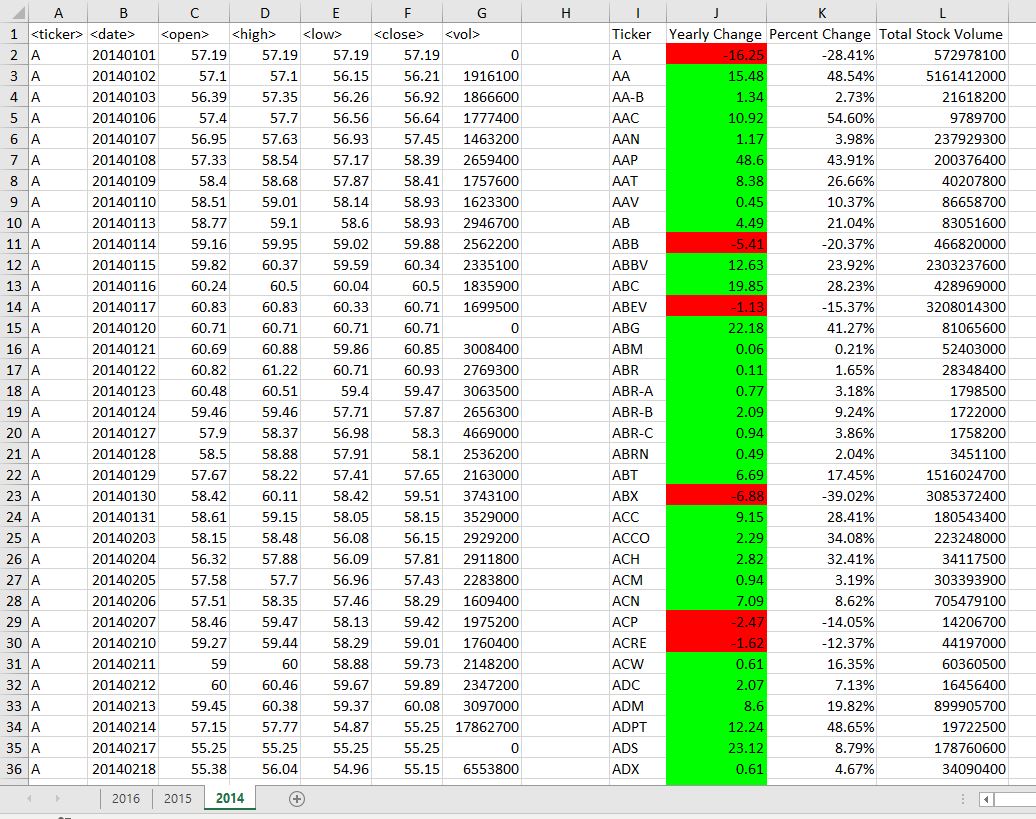 A B C D E F G H I J K L
1 <ticker> <date> <open> <high> <low> <close> <vol> Ticker Yearly Change Percent Change Total Stock Volume
2 A 20140101 57.19 57.19 57.19 57.19 0 A -16.25 -28.41% 572978100
3 A 20140102 57.1 57.1 56.15 56.21 1916100 AA 15.48 48.54% 5161412000
4 A 20140103 56.39 57.35 56.26 56.92 1866600 AA-B 1.34 2.73% 21618200
5 A 20140106 57.4 57.7 56.56 56.64 1777400 AAC 10.92 54.60% 9789700
6 A 20140107 56.95 57.63 56.93 57.45 1463200 AAN 1.17 3.98% 237929300
7 A 20140108 57.33 58.54 57.17 58.39 2659400 AAP 48.6 43.91% 200376400
8 A 20140109 58.4 58.68 57.87 58.41 1757600 AAT 8.38 26.66% 40207800
9 A 20140110 58.51 59.01 58.14 58.93 1623300 AAV 0.45 10.37% 86658700
10 A 20140113 58.77 59.1 58.6 58.93 2946700 AB 4.49 21.04% 83051600
11 A 20140114 59.16 59.95 59.02 59.88 2562200 ABB -5.41 -20.37% 466820000
12 A 20140115 59.82 60.37 59.59 60.34 2335100 ABBV 12.63 23.92% 2303237600
13 A 20140116 60.24 60.5 60.04 60.5 1835900 ABC 19.85 28.23% 428969000
14 A 20140117 60.83 60.83 60.33 60.71 1699500 ABEV -1.13 -15.37% 3208014300
15 A 20140120 60.71 60.71 60.71 60.71 0 ABG 22.18 41.27% 81065600
16 A 20140121 60.69 60.88 59.86 60.85 3008400 ABM 0.06 0.21% 52403000
17 A 20140122 60.82 61.22 60.71 60.93 2769300 ABR 0.11 1.65% 28348400
18 A 20140123 60.48 60.51 59.4 59.47 3063500 ABR-A 0.77 3.18% 1798500
19 A 20140124 59.46 59.46 57.71 57.87 2656300 ABR-B 2.09 9.24% 1722000
20 A 20140127 57.9 58.37 56.98 58.3 4669000 ABR-C 0.94 3.86% 1758200
21 A 20140128 58.5 58.88 57.91 58.1 2536200 ABRN 0.49 2.04% 3451100
22 A 20140129 57.67 58.22 57.41 57.65 2163000 ABT 6.69 17.45% 1516024700
23 A 20140130 58.42 60.11 58.42 59.51 3743100 ABX -6.88 -39.02% 3085372400
24 A 20140131 58.61 59.15 58.05 58.15 3529000 ACC 9.15 28.41% 180543400
25 A 20140203 58.15 58.48 56.08 56.15 2929200 ACCO 2.29 34.08% 223248000
26 A 20140204 56.32 57.88 56.09 57.81 2911800 ACH 2.82 32.41% 34117500
27 A 20140205 57.58 57.7 56.96 57.43 2283800 ACM 0.94 3.19% 303393900
28 A 20140206 57.51 58.35 57.46 58.29 1609400 ACN 7.09 8.62% 705479100
29 A 20140207 58.46 59.47 58.13 59.42 1975200 ACP -2.47 -14.05% 14206700
30 A 20140210 59.27 59.44 58.29 59.01 1760400 ACRE -1.62 -12.37% 44197000
31 A 20140211 59 60 58.88 59.73 2148200 ACW 0.61 16.35% 60360500
32 A 20140212 60 60.46 59.67 59.89 2347200 ADC 2.07 7.13% 16456400
33 A 20140213 59.45 60.38 59.37 60.08 3097000 ADM 8.6 19.82% 899905700
34 A 20140214 57.15 57.77 54.87 55.25 17862700 ADPT 12.24 48.65% 19722500
35 A 20140217 55.25 55.25 55.25 55.25 0 ADS 23.12 8.79% 178760600
36 A 20140218 55.38 56.04 54.96 55.15 6553800 ADX 0.61 4.67% 34090400
2016 2015 2014